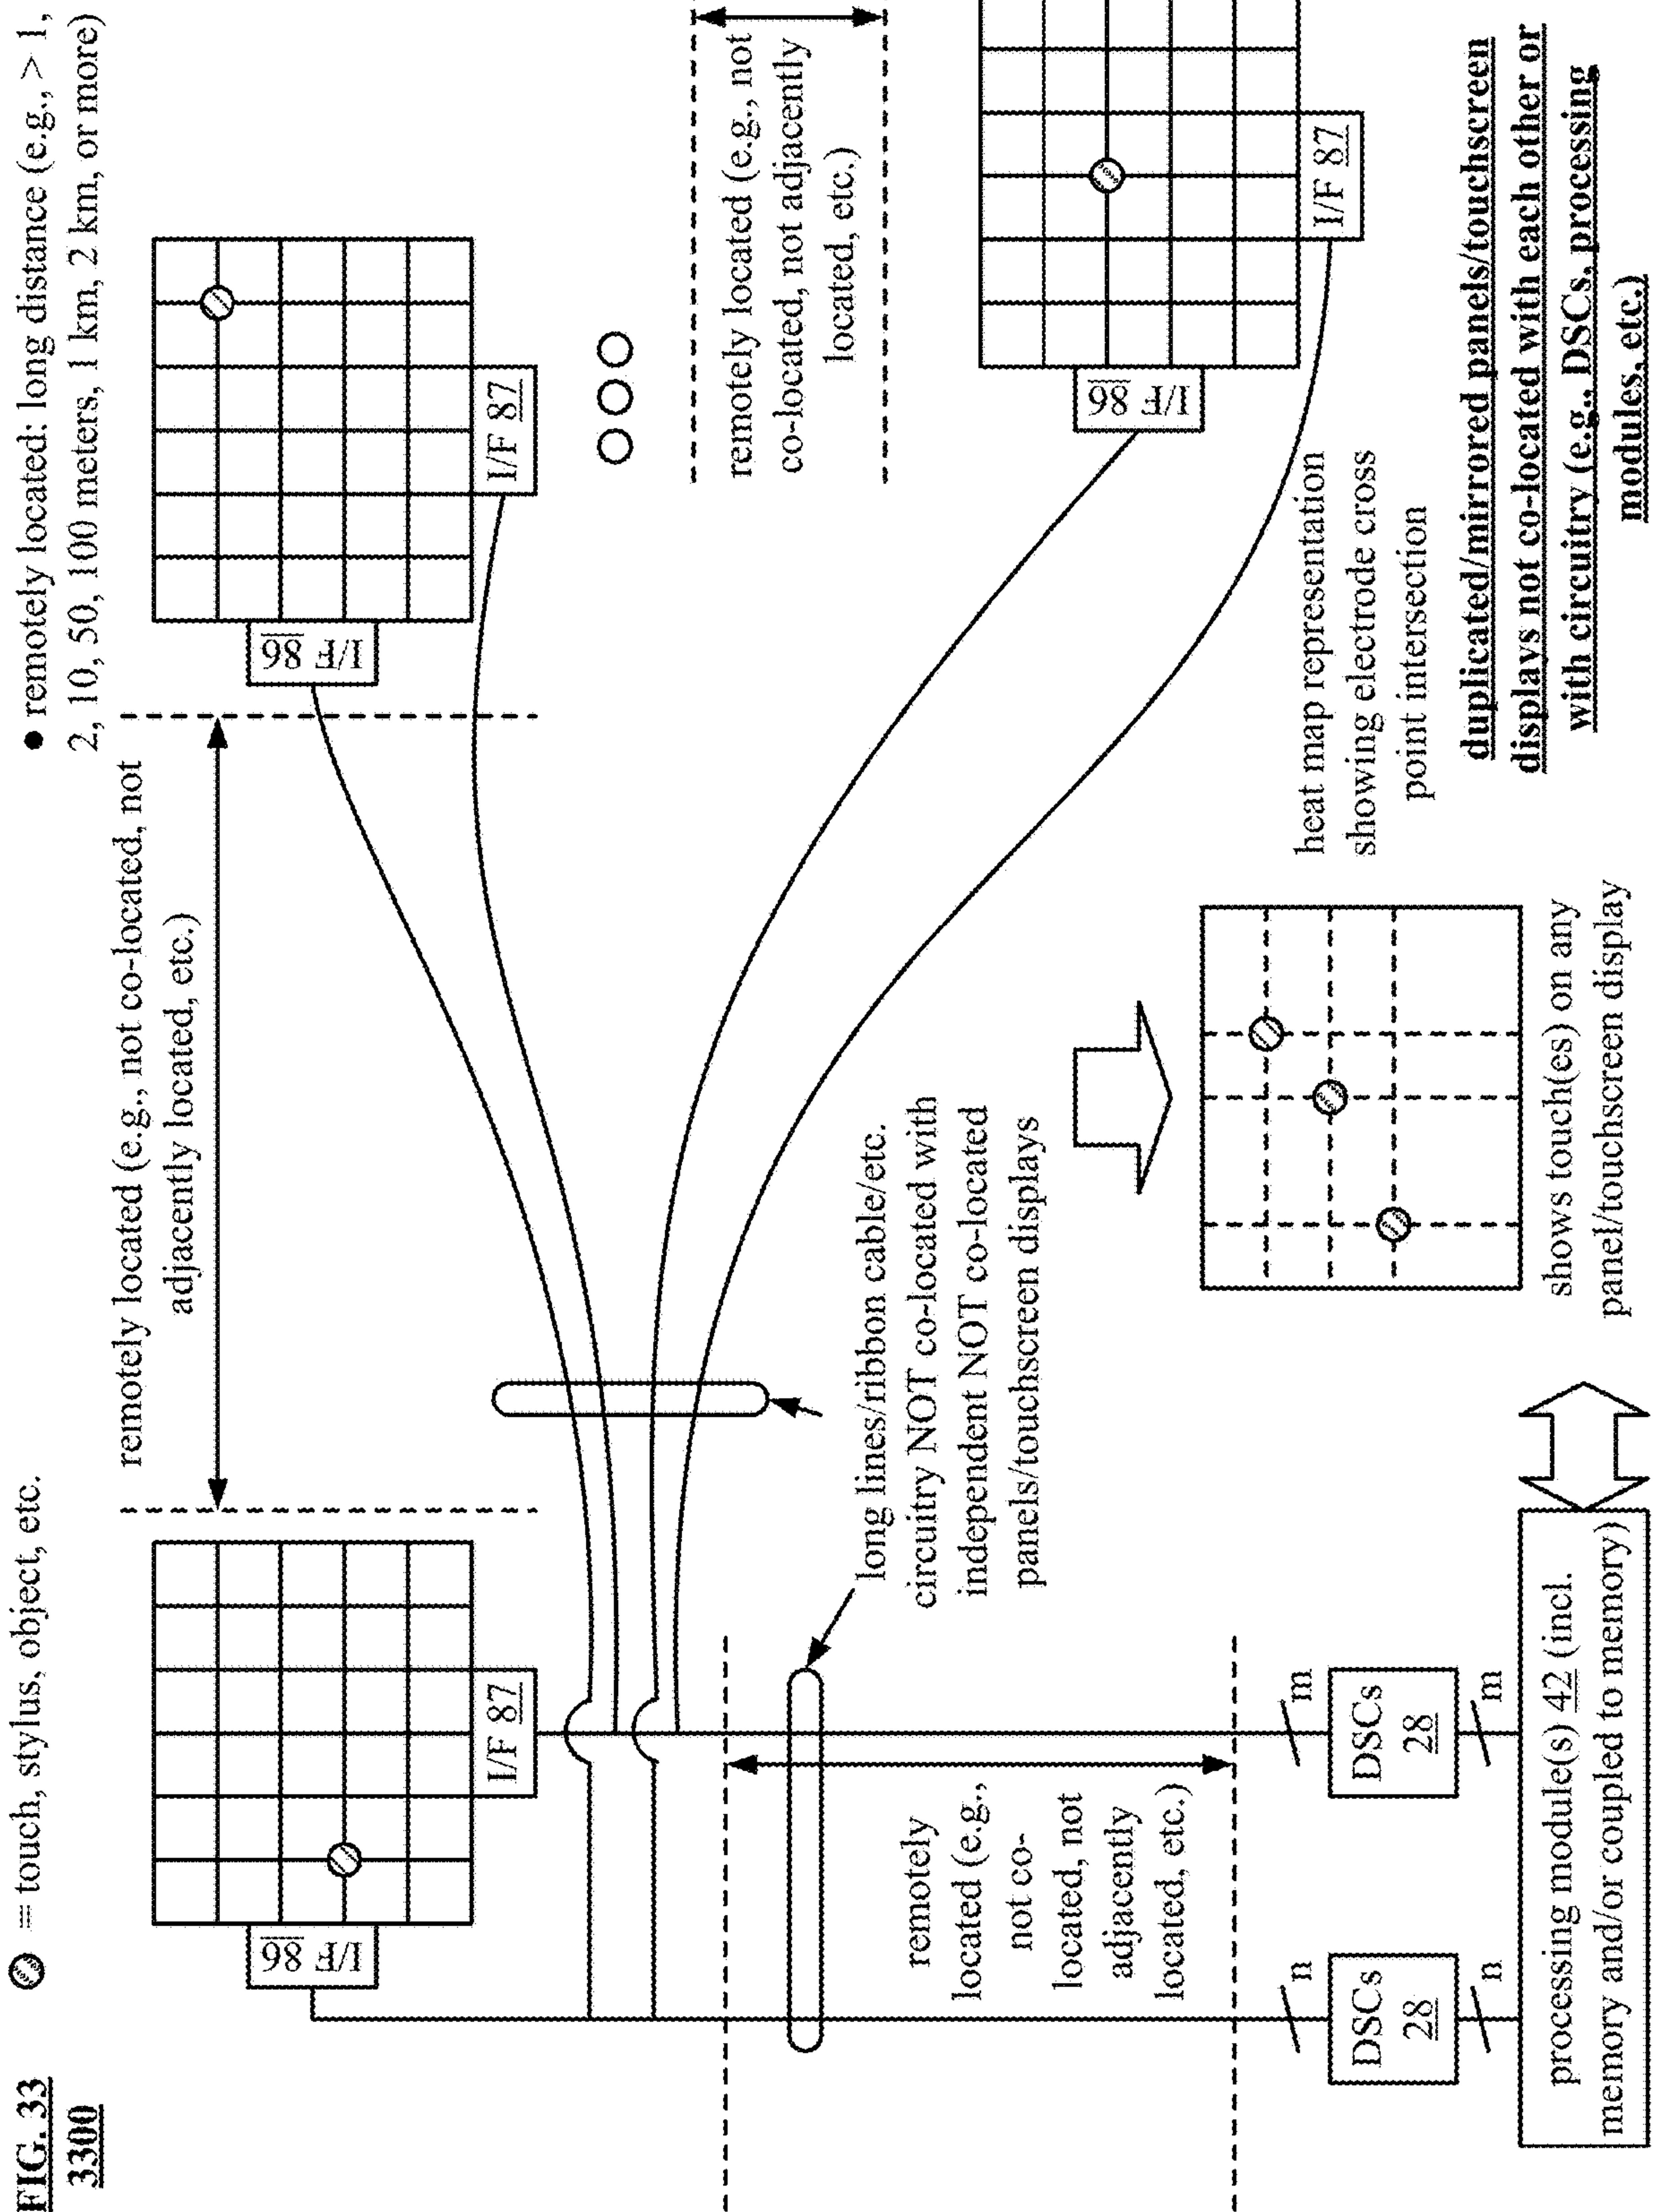 FIG. 33
3300
≡ touch, stylus, object, etc.
● remotely located: long distance (e.g., > 1,
2, 10, 50, 100 meters, 1 km, 2 km, or more)
remotely located (e.g., not co-located, not
adjacently located, etc.)
I/F 86
I/F 87
I/F 86
I/F 87
remotely located (e.g., not
co-located, not adjacently
located, etc.)
I/F 86
I/F 87
long lines/ribbon cable/etc.
circuitry NOT co-located with
independent NOT co-located
panels/touchscreen displays
remotely
located (e.g.,
not co-
located, not
adjacently
located, etc.)
heat map representation
showing electrode cross
point intersection
shows touch(es) on any
panel/touchscreen display
n
m
DSCs
28
DSCs
28
n
m
processing module(s) 42 (incl.
memory and/or coupled to memory)
duplicated/mirrored panels/touchscreen
displays not co-located with each other or
with circuitry (e.g., DSCs, processing
modules, etc.)